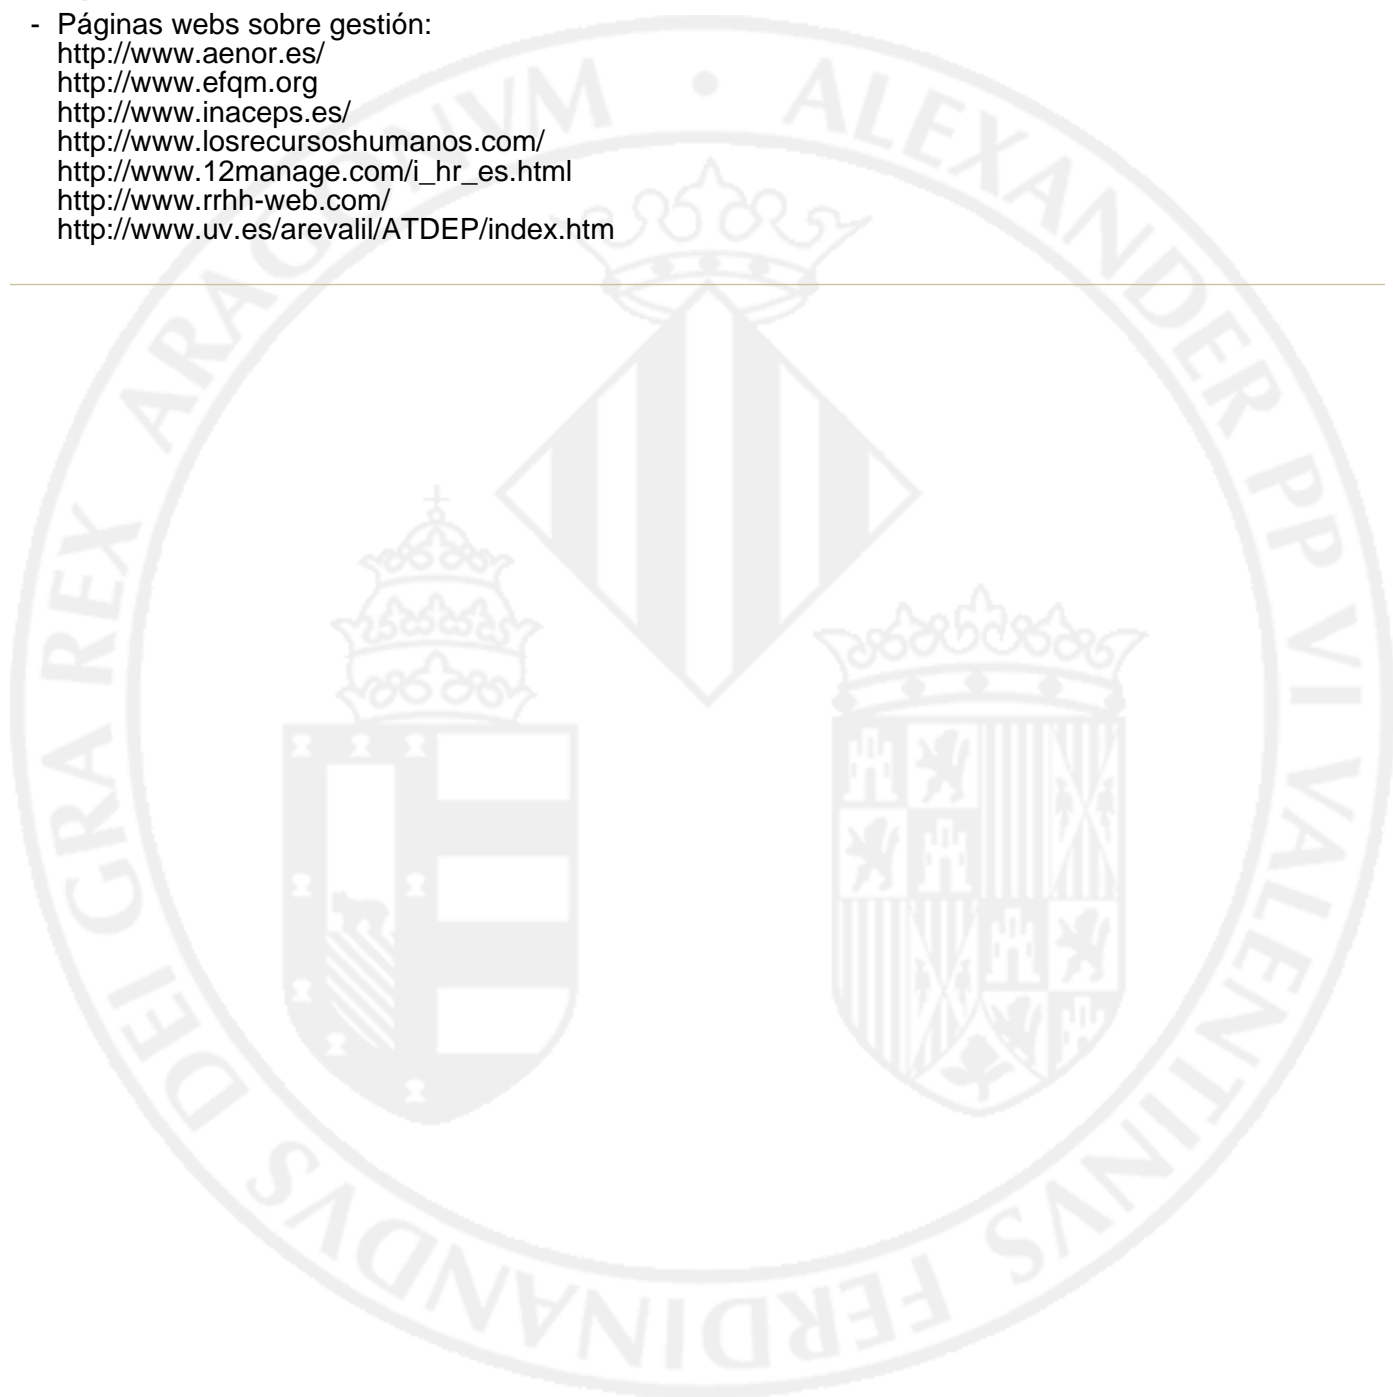 - Páginas webs sobre gestión:
http://www.aenor.es/
http://www.efqm.org
http://www.inaceps.es/
http://www.losrecursoshumanos.com/
http://www.12manage.com/i_hr_es.html
http://www.rrhh-web.com/
http://www.uv.es/arevalil/ATDEP/index.htm
ALEXANDER PP VI VALENTINVS FERDINANDVS DEI GRA REX ARAGONIVM •